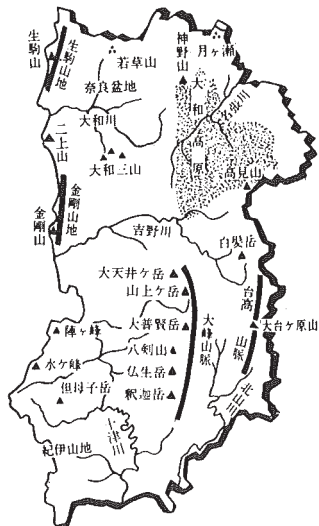 生駒山
生駒山地
若草山
奈良盆地
神野山
月ヶ瀬
大和高原
名張川
大和川
二上山
大和三山
高見山
金剛山
金剛山地
吉野川
白髪岳
大天井ヶ岳
山上ヶ岳
大普賢岳
八剣山
仏生岳
釈迦岳
大峰山脈
台高山脈
大台ヶ原山
陣ヶ峰
水ヶ峰
但母子岳
十津川
紀伊山地